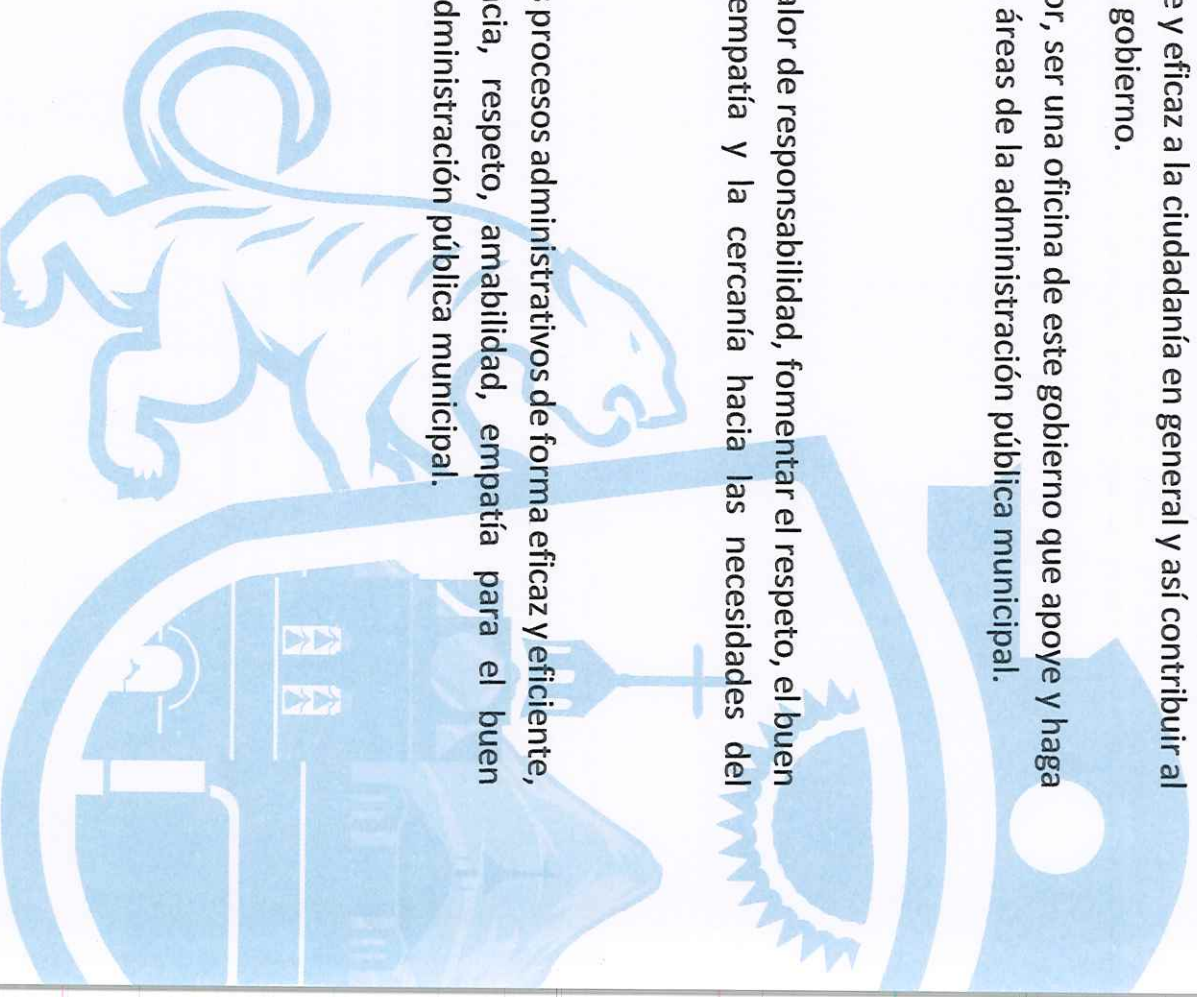 e y eficaz a la ciudadanía en general y así contribuir al
gobierno.
or, ser una oficina de este gobierno que apoye y haga
áreas de la administración pública municipal.
alor de responsabilidad, fomentar el respeto, el buen
empatía y la cercanía hacia las necesidades del
procesos administrativos de forma eficaz y eficiente,
ncia, respeto, amabilidad, empatía para el buen
dministración pública municipal.